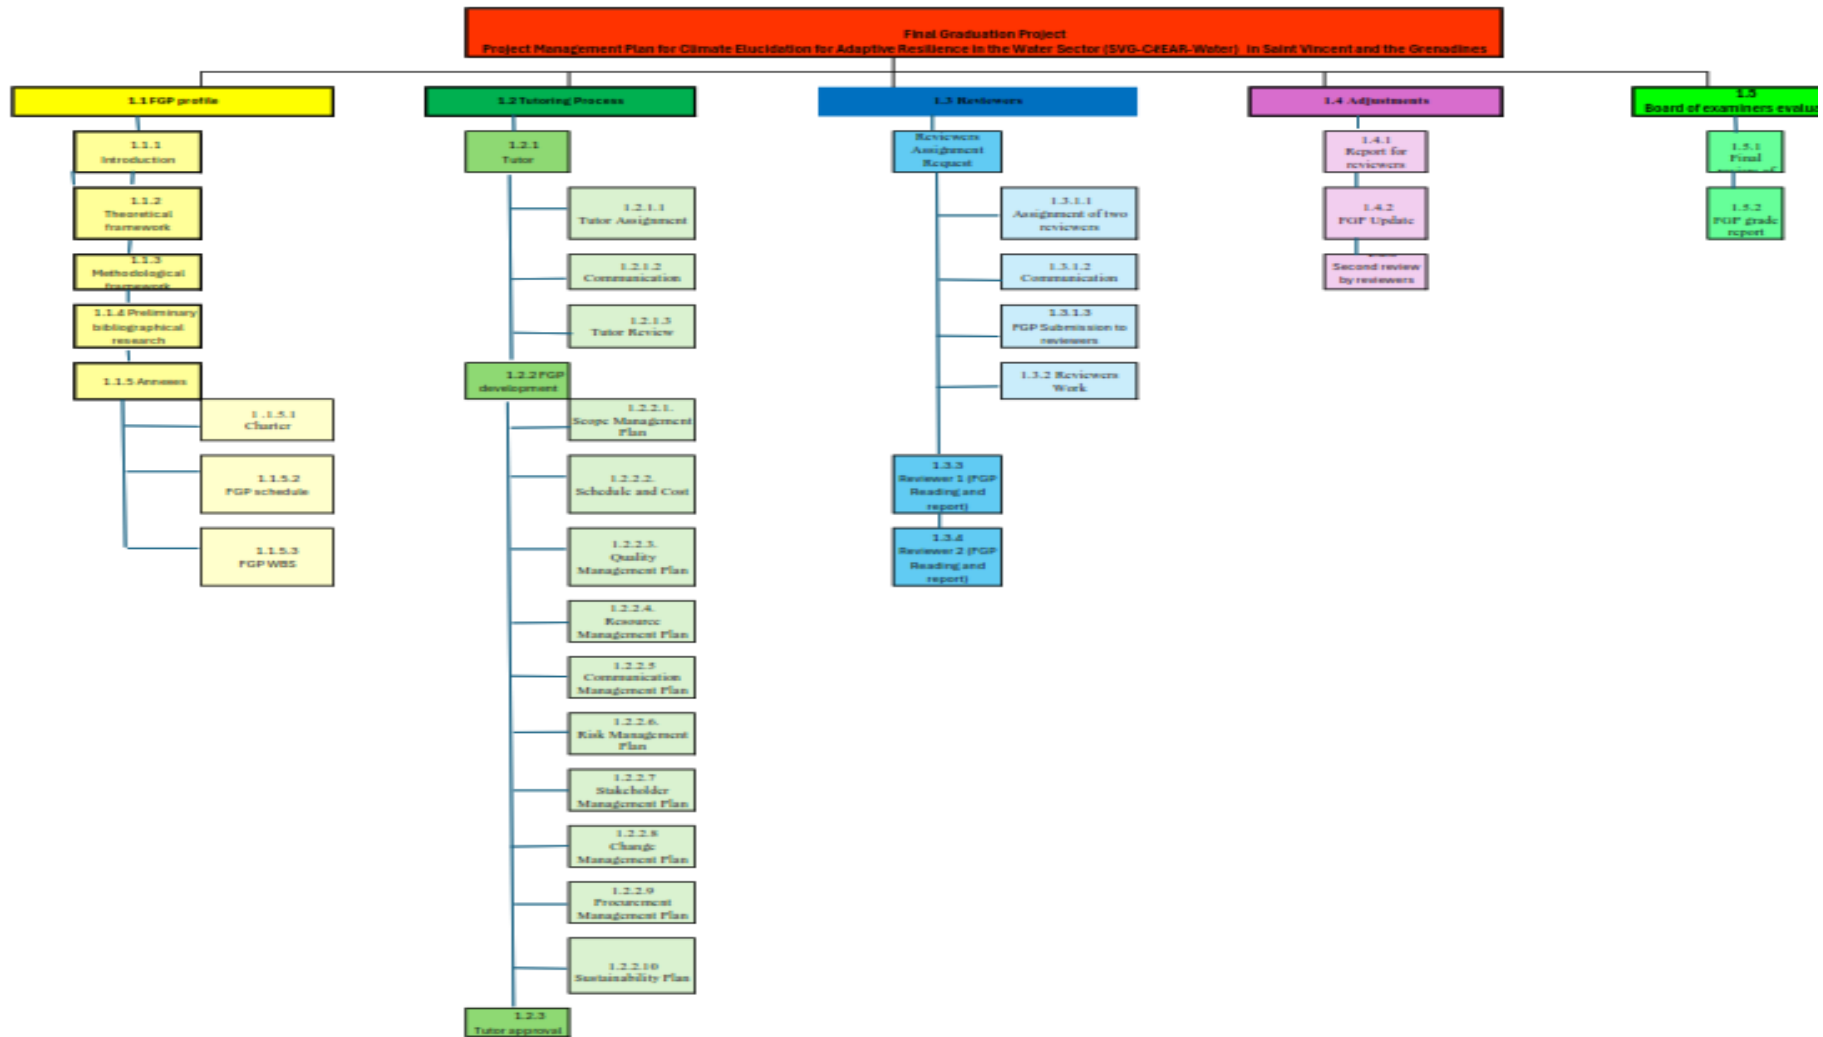 Final Graduation Project
Project Management Plan for Climate Elucidation for Adaptive Resilience in the Water Sector (SVG-CłEAR-Water) in Saint Vincent and the Grenadines
1.1 FGP profile
1.1.1
Introduction
1.1.2
Theoretical
framework
1.1.3
Methodological
framework
1.1.4 Preliminary
bibliographical
research
1.1.5 Annexes
1.1.5.1
Charter
1.1.5.2
FGP schedule
1.1.5.3
FGP WBS
1.2 Tutoring Process
1.2.1
Tutor
1.2.1.1
Tutor Assignment
1.2.1.2
Communication
1.2.1.3
Tutor Review
1.2.2 FGP
development
1.2.2.1.
Scope Management
Plan
1.2.2.2.
Schedule and Cost
1.2.2.3.
Quality
Management Plan
1.2.2.4.
Resource
Management Plan
1.2.2.5
Communication
Management Plan
1.2.2.6.
Risk Management
Plan
1.2.2.7
Stakeholder
Management Plan
1.2.2.8
Change
Management Plan
1.2.2.9
Procurement
Management Plan
1.2.2.10
Sustainability Plan
1.2.3
Tutor approval
1.3 Reviewers
Reviewers
Assignment
Request
1.3.1.1
Assignment of two
reviewers
1.3.1.2
Communication
1.3.1.3
FGP Submission to
reviewers
1.3.2 Reviewers
Work
1.3.3
Reviewer 1 (FGP
Reading and
report)
1.3.4
Reviewer 2 (FGP
Reading and
report)
1.4 Adjustments
1.4.1
Report for
reviewers
1.4.2
FGP Update
Second review
by reviewers
1.5
Board of examiners evalua
1.5.1
Final
review of
1.5.2
FGP grade
report